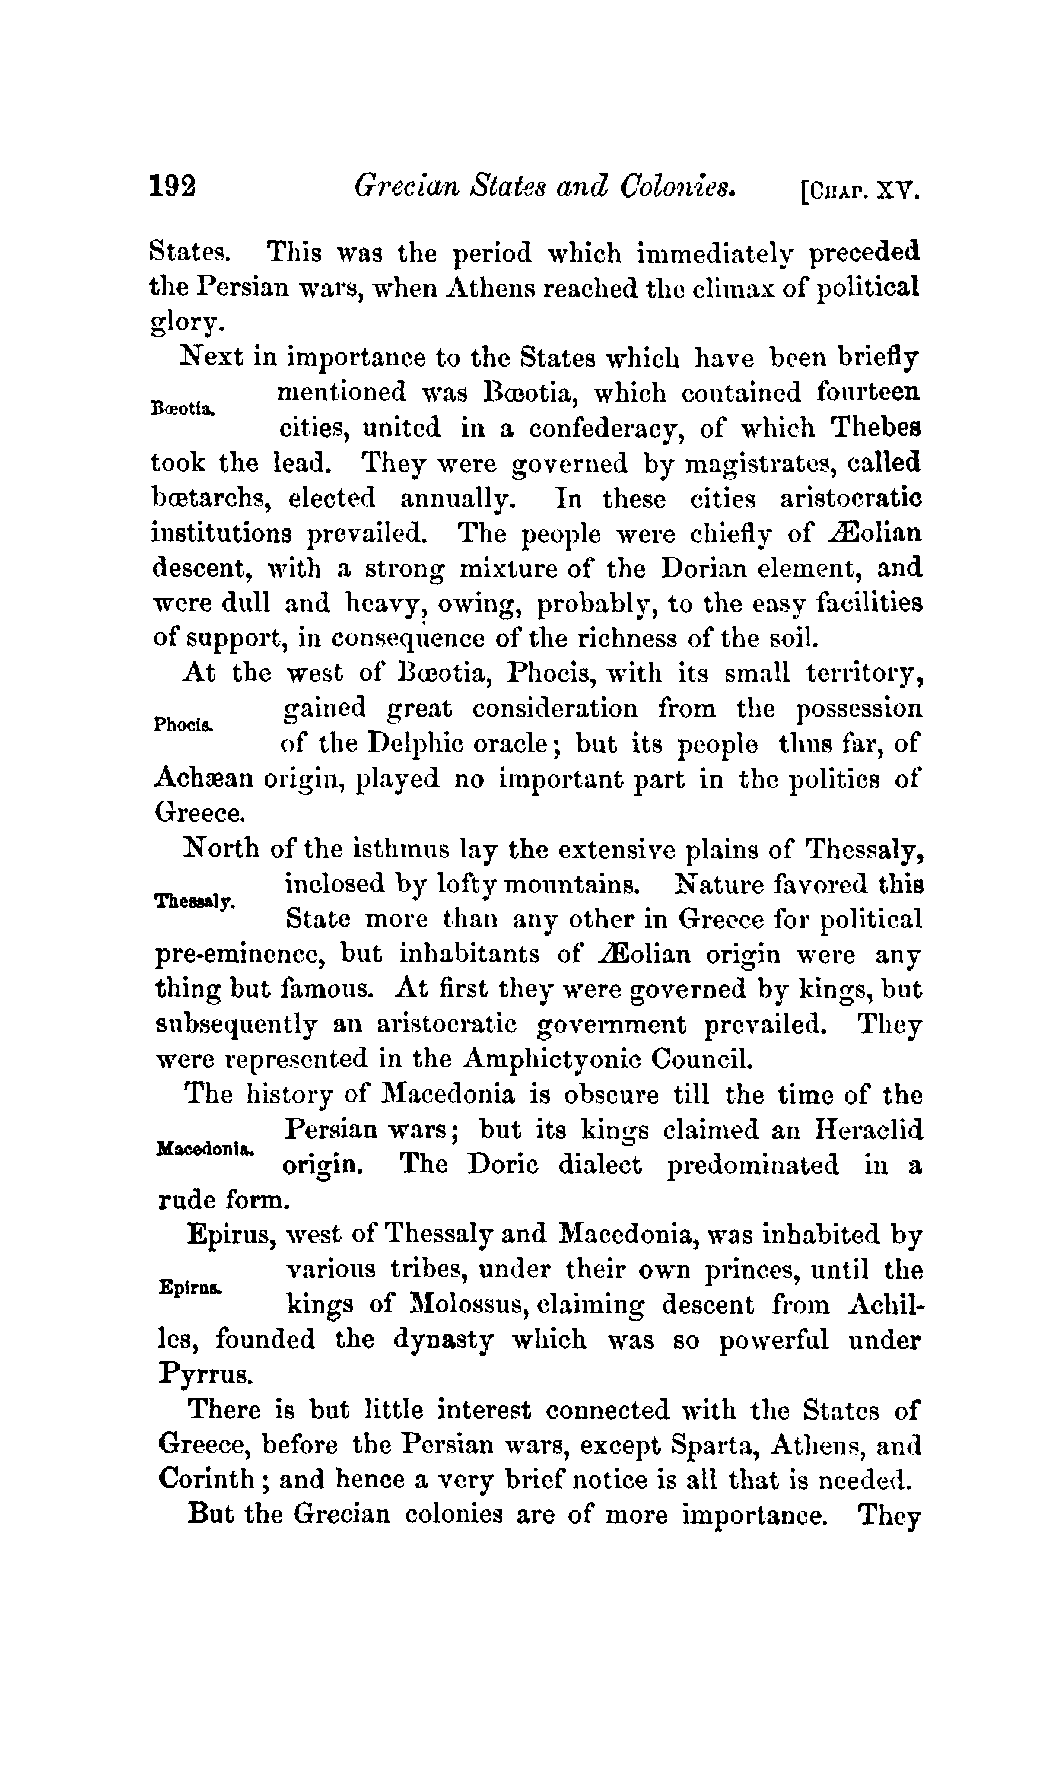 192 Grecian States and Colonies. [CHAP. XV.
States. This was the period which immediately preceded
the Persian wars, when Athens reached the climax of political
glory.
Next in importance to the States which have been briefly
mentioned was Bœotia, which contained fourteen
Bœotia.
cities, united in a confederacy, of which Thebes
took the lead. They were governed by magistrates, called
bœtarchs, elected annually. In these cities aristocratic
institutions prevailed. The people were chiefly of Æolian
descent, with a strong mixture of the Dorian element, and
were dull and heavy, owing, probably, to the easy facilities
of support, in consequence of the richness of the soil.
At the west of Bœotia, Phocis, with its small territory,
gained great consideration from the possession
Phocis.
of the Delphic oracle; but its people thus far, of
Achæan origin, played no important part in the politics of
Greece.
North of the isthmus lay the extensive plains of Thessaly,
inclosed by lofty mountains. Nature favored this
Thessaly.
State more than any other in Greece for political
pre-eminence, but inhabitants of Æolian origin were any
thing but famous. At first they were governed by kings, but
subsequently an aristocratic government prevailed. They
were represented in the Amphictyonic Council.
The history of Macedonia is obscure till the time of the
Persian wars; but its kings claimed an Heraclid
Macedonia.
origin. The Doric dialect predominated in a
rude form.
Epirus, west of Thessaly and Macedonia, was inhabited by
various tribes, under their own princes, until the
Epirus.
kings of Molossus, claiming descent from Achil-
les, founded the dynasty which was so powerful under
Pyrrus.
There is but little interest connected with the States of
Greece, before the Persian wars, except Sparta, Athens, and
Corinth; and hence a very brief notice is all that is needed.
But the Grecian colonies are of more importance. They